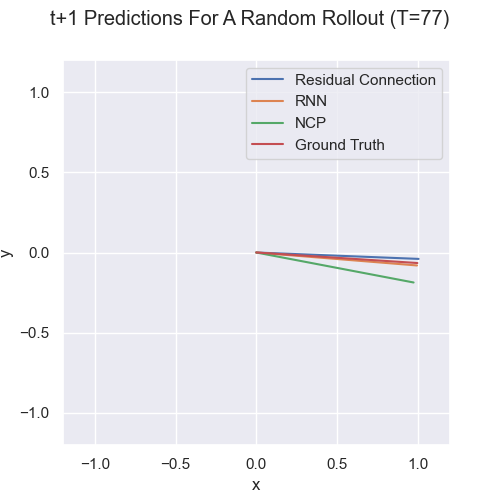 t+1 Predictions For A Random Rollout (T=77)
Residual Connection
RNN
NCP
Ground Truth
1.0
0.5
0.0
−0.5
−1.0
y
−1.0 −0.5 0.0 0.5 1.0
x